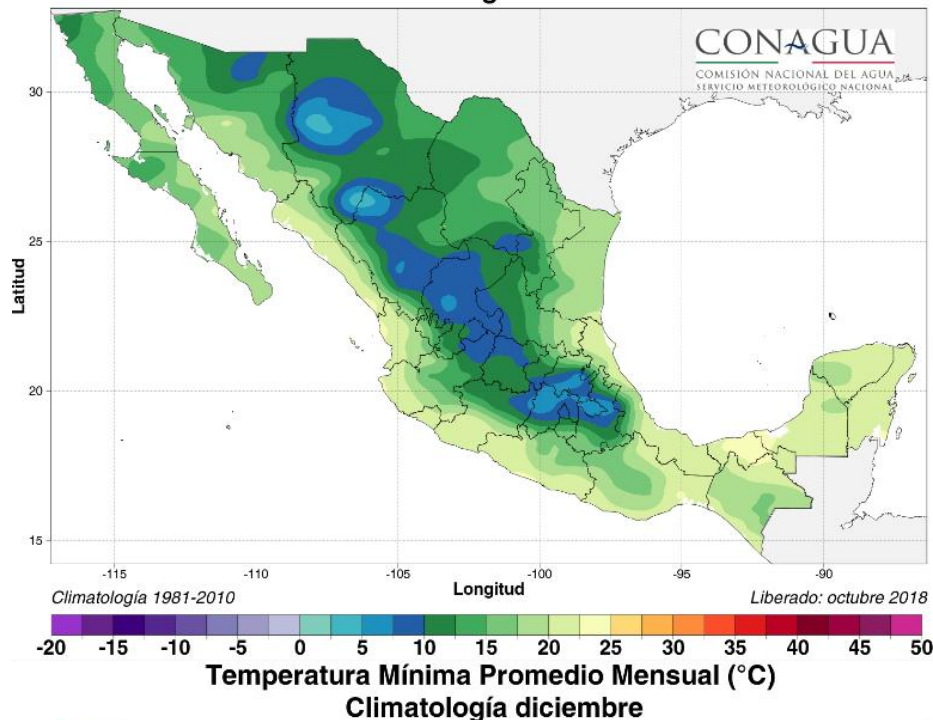 CONAGUA
COMISIÓN NACIONAL DEL AGUA
SERVICIO METEOROLÓGICO NACIONAL
30
25
20
15
Latitud
-115 -110 -105 -100 -95 -90
Longitud
Climatología 1981-2010 Liberado: octubre 2018
-20 -15 -10 -5 0 5 10 15 20 25 30 35 40 45 50
Temperatura Mínima Promedio Mensual (°C)
Climatología diciembre